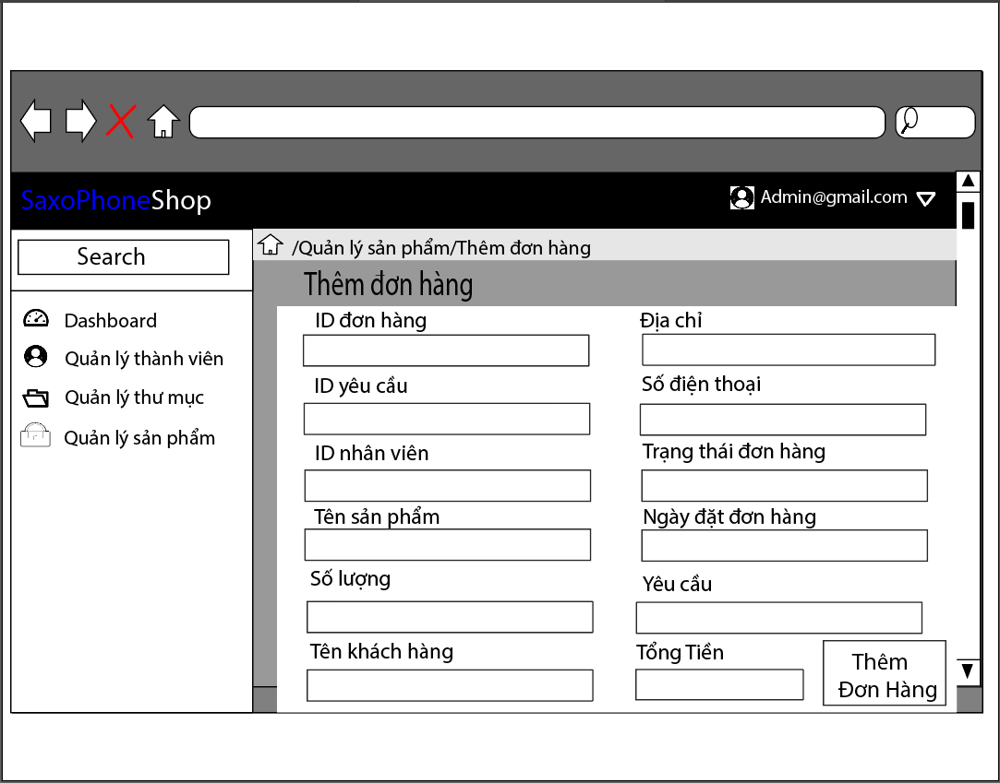 SaxoPhoneShop
Admin@gmail.com
Search
/Quản lý sản phẩm/Thêm đơn hàng
Thêm đơn hàng
Dashboard
Quản lý thành viên
Quản lý thư mục
Quản lý sản phẩm
ID đơn hàng
Địa chỉ
ID yêu cầu
Số điện thoại
ID nhân viên
Trạng thái đơn hàng
Tên sản phẩm
Ngày đặt đơn hàng
Số lượng
Yêu cầu
Tên khách hàng
Tổng Tiền
Thêm
Đơn Hàng